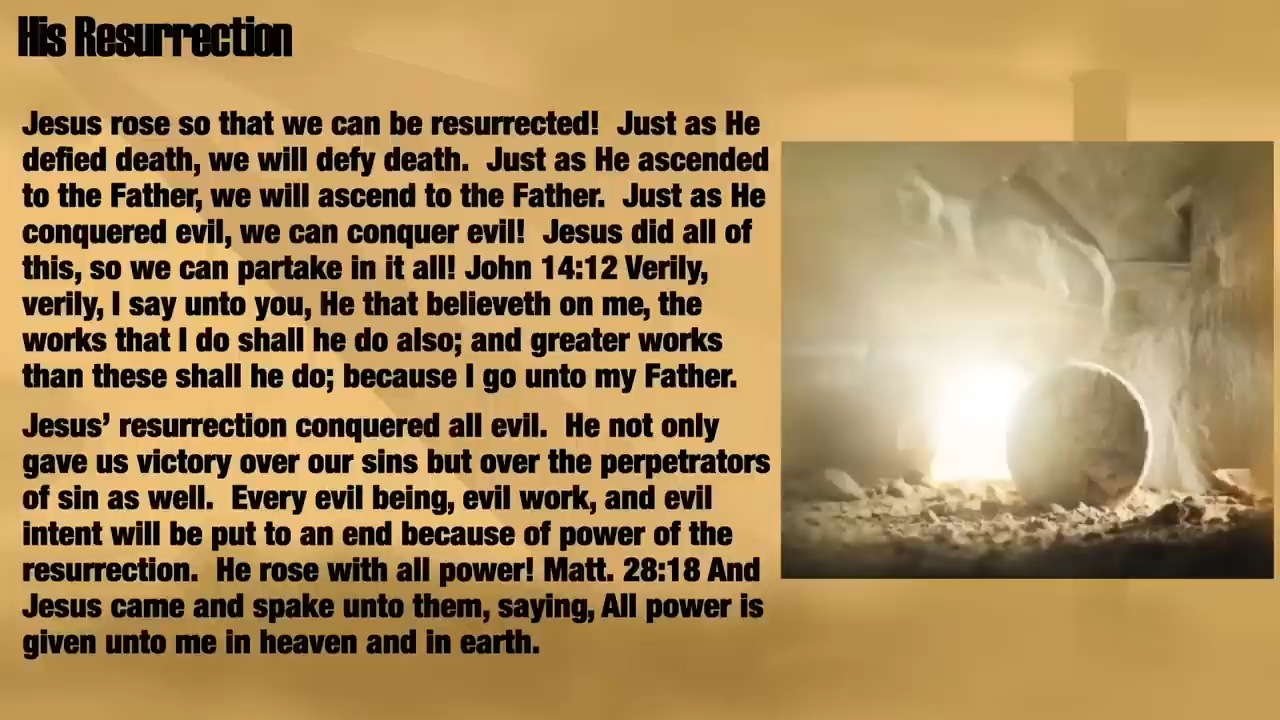 His Resurrection
Jesus rose so that we can be resurrected!  Just as He
defied death, we will defy death.  Just as He ascended
to the Father, we will ascend to the Father.  Just as He
conquered evil, we can conquer evil!  Jesus did all of
this, so we can partake in it all! John 14:12 Verily,
verily, I say unto you, He that believeth on me, the
works that I do shall he do also; and greater works
than these shall he do; because I go unto my Father.
Jesus’ resurrection conquered all evil.  He not only
gave us victory over our sins but over the perpetrators
of sin as well.  Every evil being, evil work, and evil
intent will be put to an end because of power of the
resurrection.  He rose with all power! Matt. 28:18 And
Jesus came and spake unto them, saying, All power is
given unto me in heaven and in earth.